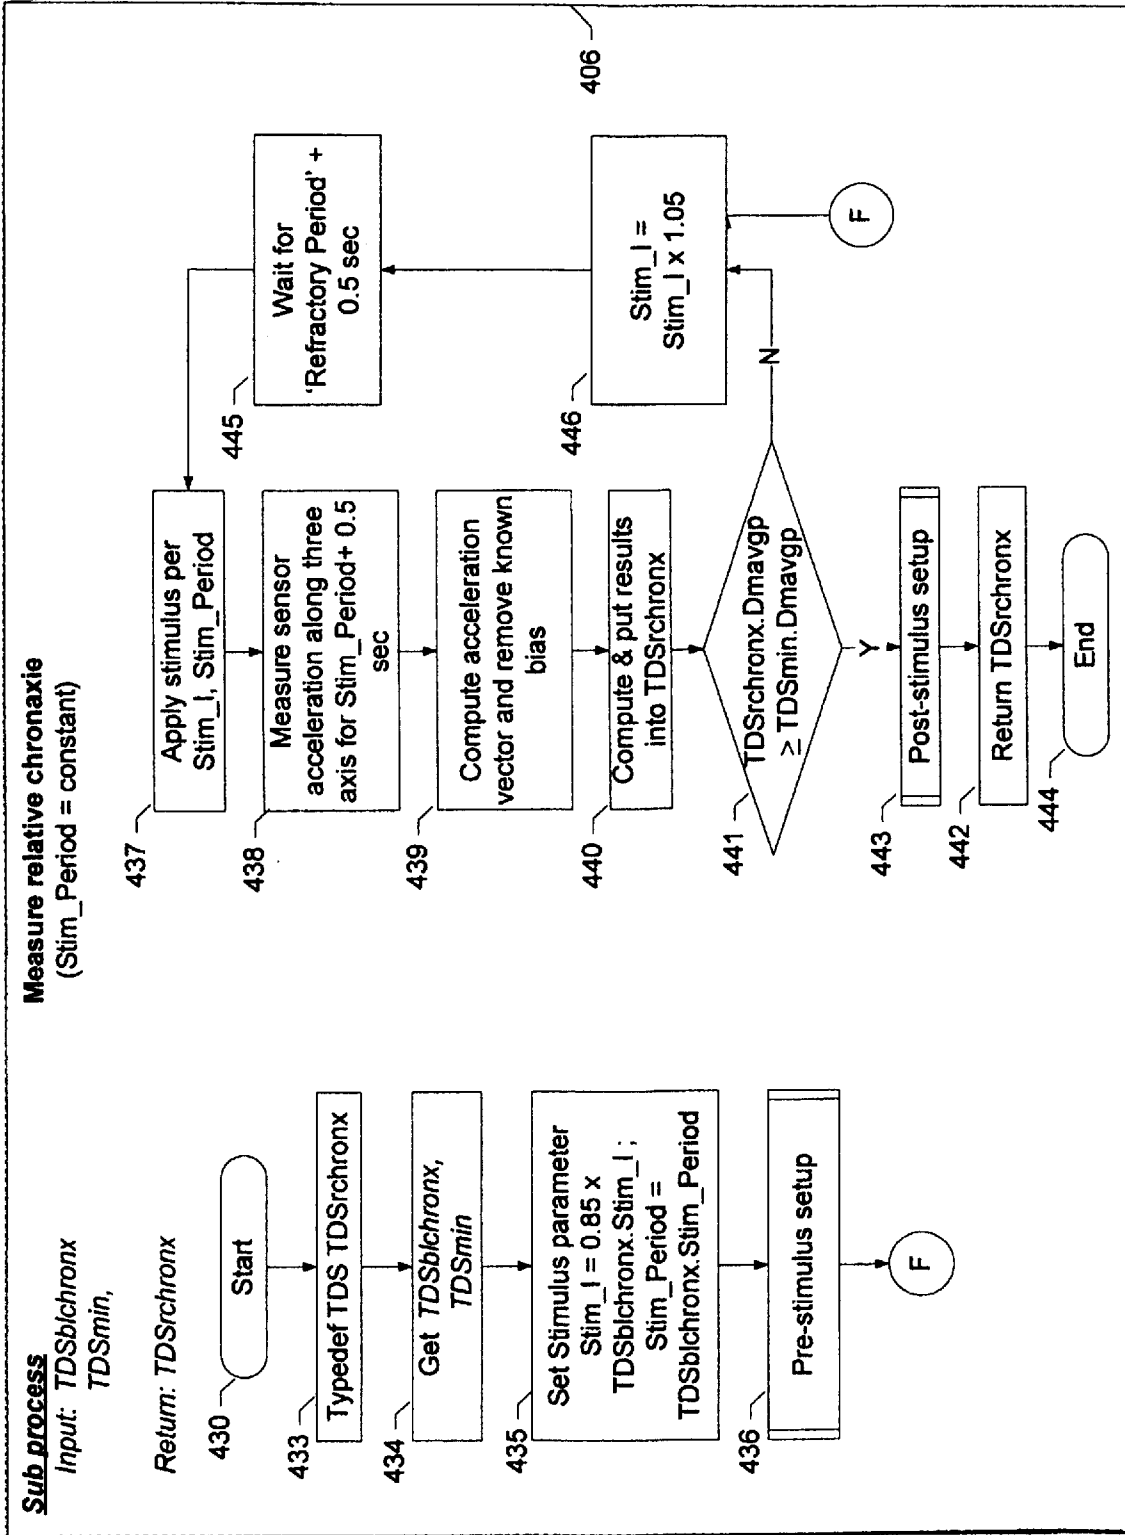 Sub process
Input: TDSblchronx
TDSmin,
Return: TDSrchronx
Measure relative chronaxie
(Stim_Period = constant)
406
430
Start
433
Typedef TDS TDSrchronx
434
Get TDSblchronx,
TDSmin
435
Set Stimulus parameter
Stim_I = 0.85 x
TDSblchronx.Stim_I ;
Stim_Period =
TDSblchronx.Stim_Period
436
Pre-stimulus setup
F
437
Apply stimulus per
Stim_I, Stim_Period
438
Measure sensor
acceleration along three
axis for Stim_Period+ 0.5
sec
439
Compute acceleration
vector and remove known
bias
440
Compute & put results
into TDSrchronx
441
TDSrchronx.Dmavgp
≥ TDSmin.Dmavgp
Y
N
443
Post-stimulus setup
442
Return TDSrchronx
444
End
445
Wait for
'Refractory Period' +
0.5 sec
446
Stim_I =
Stim_I x 1.05
F